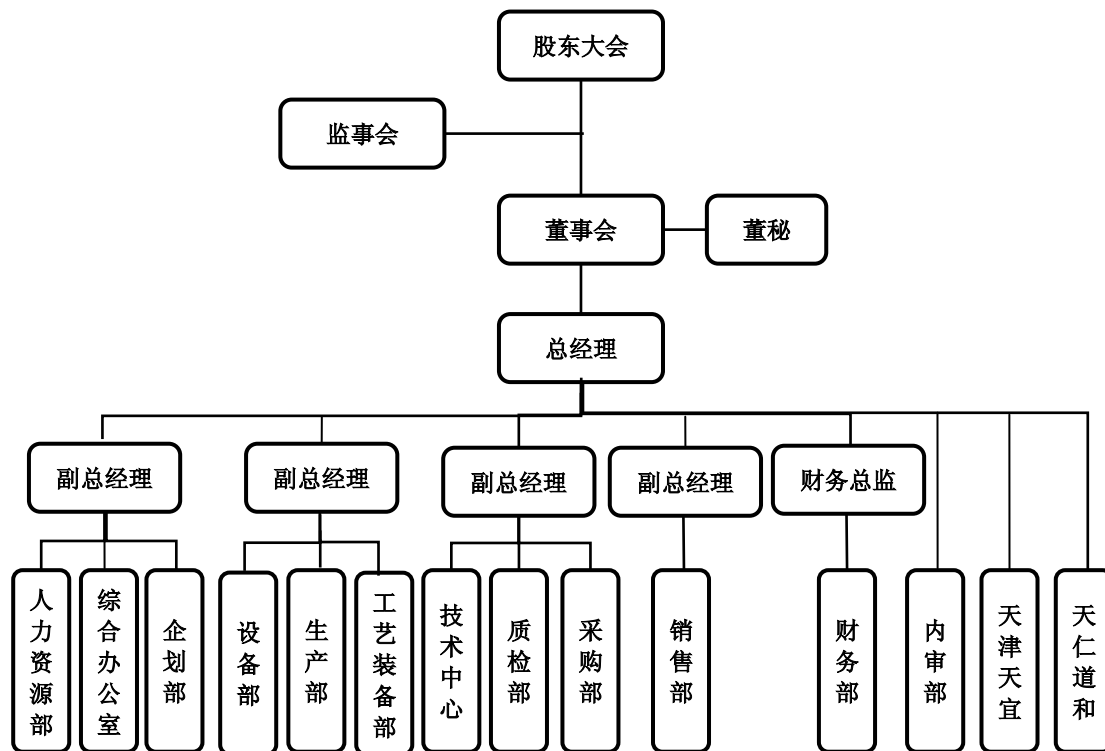 股东大会
监事会
董事会
董秘
总经理
副总经理
副总经理
副总经理
副总经理
财务总监
人力资源部
综合办公室
企划部
设备部
生产部
工艺装备部
技术中心
质检部
采购部
销售部
财务部
内审部
天津天宜
天仁道和